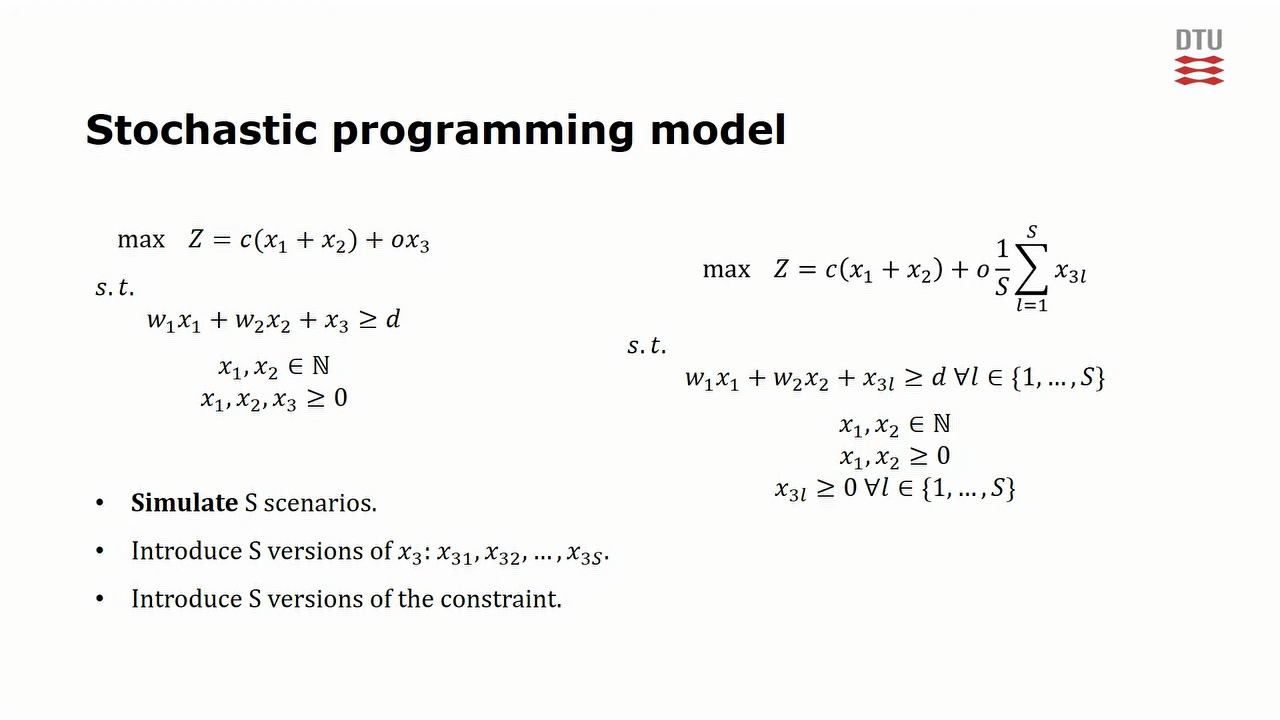 DTU
Stochastic programming model
max Z = c(x₁ + x₂) + ox₃
s.t.
w₁x₁ + w₂x₂ + x₃ ≥ d
x₁, x₂ ∈ ℕ
x₁, x₂, x₃ ≥ 0
• Simulate S scenarios.
• Introduce S versions of x₃: x₃₁, x₃₂, …, x₃S.
• Introduce S versions of the constraint.
max Z = c(x₁ + x₂) + o 1/S ∑_{l=1}^{S} x₃ₗ
s.t.
w₁x₁ + w₂x₂ + x₃ₗ ≥ d ∀l ∈ {1, …, S}
x₁, x₂ ∈ ℕ
x₁, x₂ ≥ 0
x₃ₗ ≥ 0 ∀l ∈ {1, …, S}